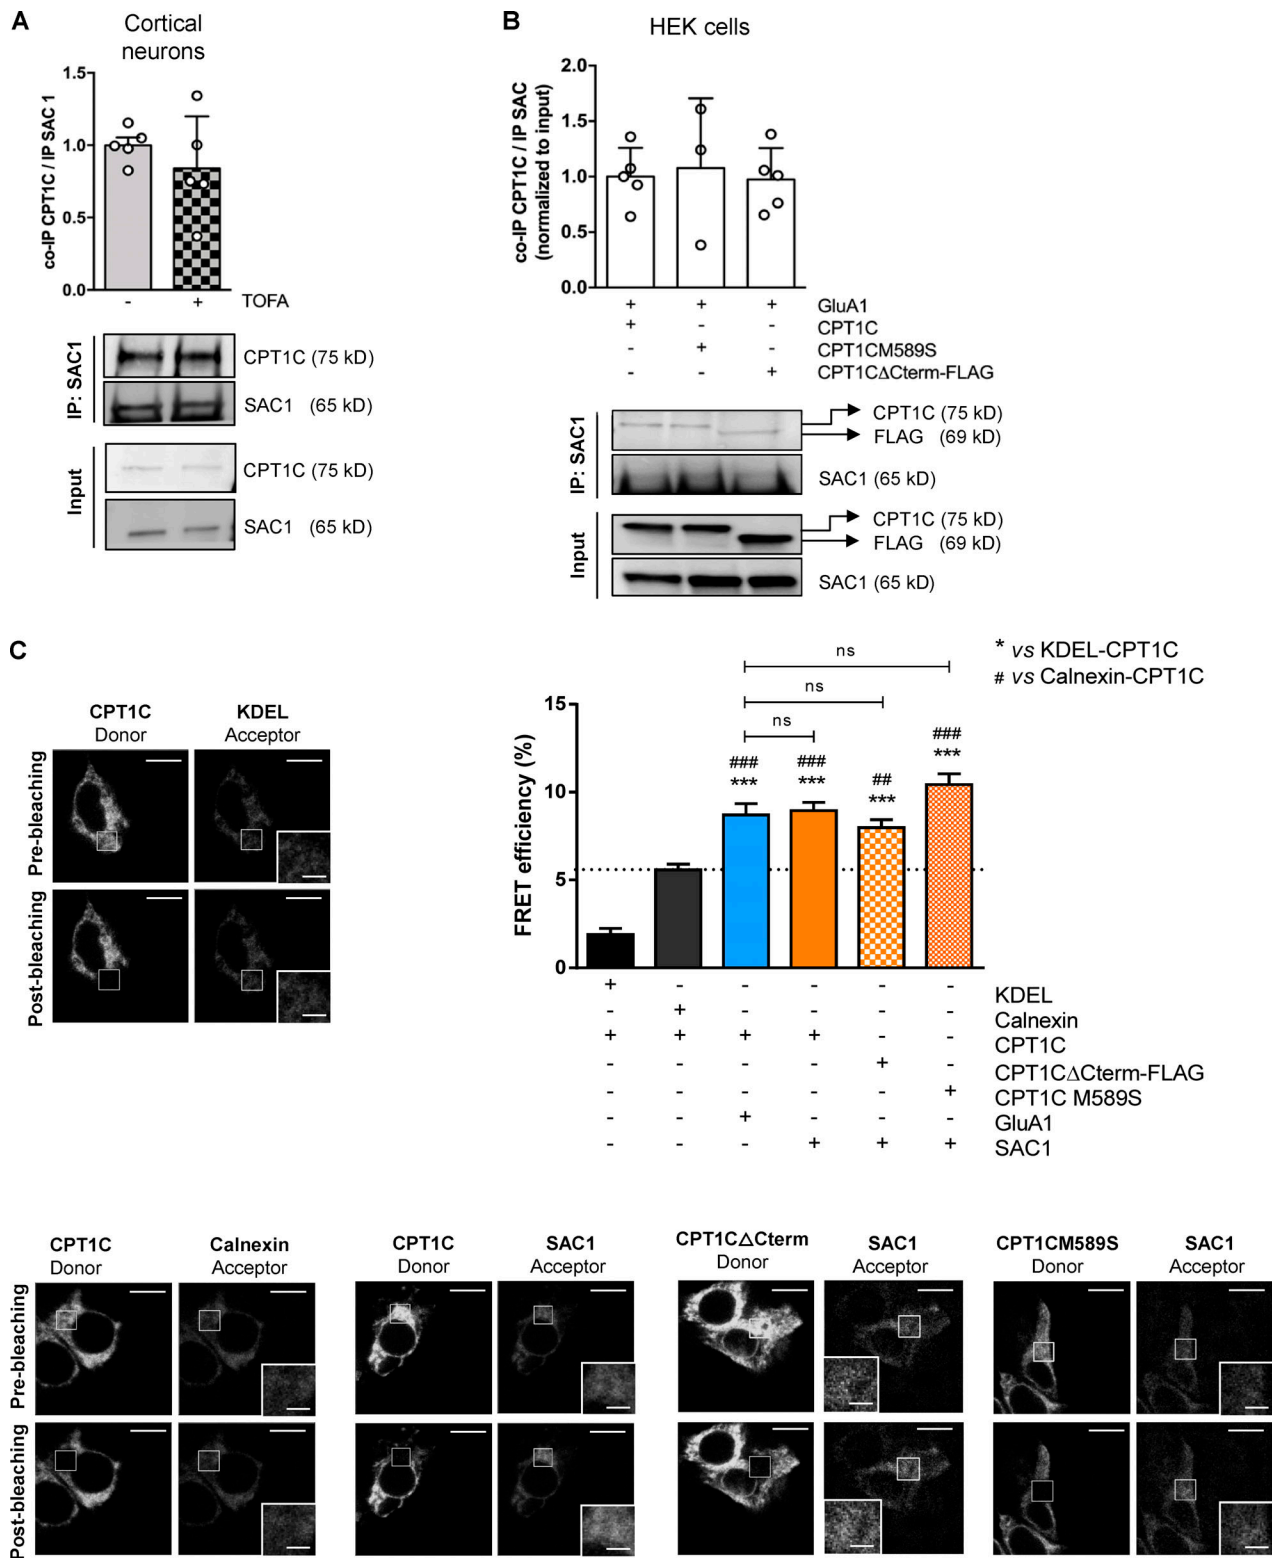 A
Cortical
neurons
co-IP CPT1C / IP SAC 1
1.5
1.0
0.5
0.0
- + TOFA
IP: SAC1
CPT1C (75 kD)
SAC1 (65 kD)
Input
CPT1C (75 kD)
SAC1 (65 kD)
B
HEK cells
co-IP CPT1C / IP SAC
(normalized to input)
2.0
1.5
1.0
0.5
0.0
+ + + GluA1
+ - - CPT1C
- + - CPT1CM589S
- - + CPT1CΔCterm-FLAG
IP: SAC1
CPT1C (75 kD)
FLAG (69 kD)
SAC1 (65 kD)
Input
CPT1C (75 kD)
FLAG (69 kD)
SAC1 (65 kD)
C
CPT1C KDEL
Donor Acceptor
Pre-bleaching
Post-bleaching
* vs KDEL-CPT1C
# vs Calnexin-CPT1C
ns
ns
ns
FRET efficiency (%)
15
10
5
0
###
***
###
***
##
***
###
***
+ - - - - - KDEL
- + - - - - Calnexin
+ + + + - - CPT1C
- - - - + - CPT1CΔCterm-FLAG
- - - - - + CPT1C M589S
- - + - - - GluA1
- - - + + + SAC1
CPT1C Calnexin CPT1C SAC1 CPT1CΔCterm SAC1 CPT1CM589S SAC1
Donor Acceptor Donor Acceptor Donor Acceptor Donor Acceptor
Pre-bleaching
Post-bleaching